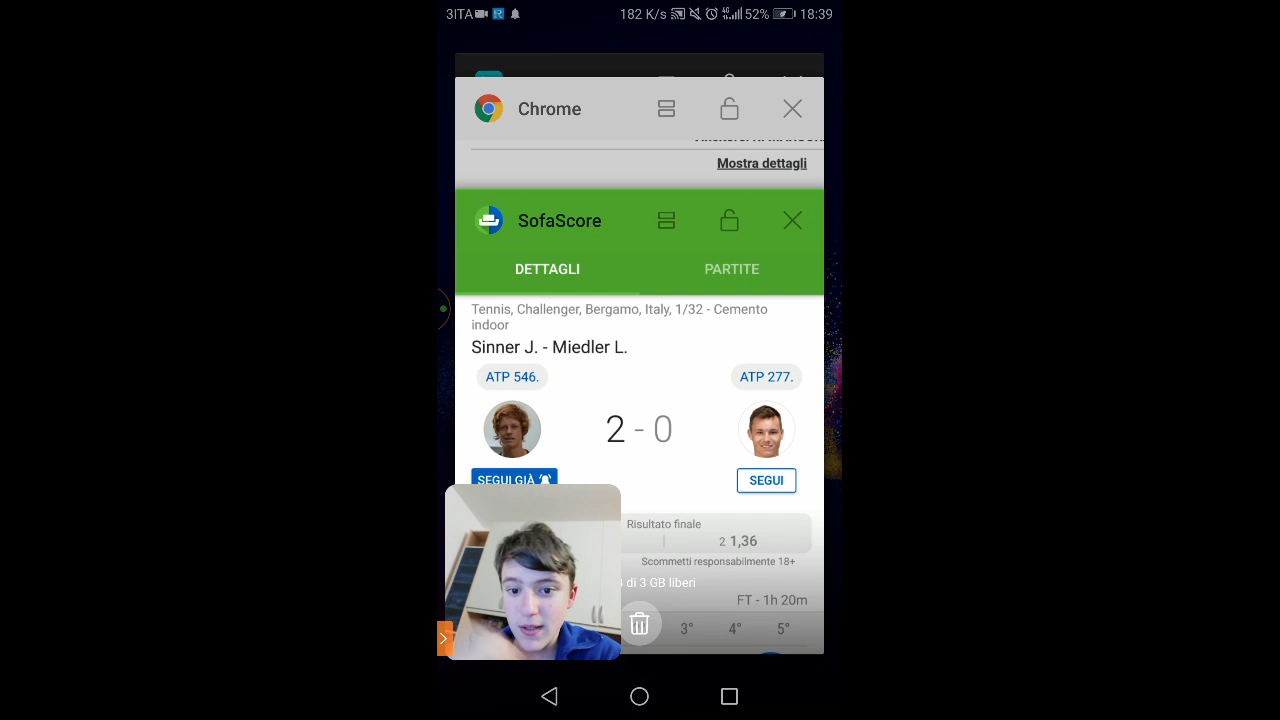 3ITA
182 K/s 4G 52% 18:39
Chrome
Mostra dettagli
SofaScore
DETTAGLI PARTITE
Tennis, Challenger, Bergamo, Italy, 1/32 - Cemento
indoor
Sinner J. - Miedler L.
ATP 546. ATP 277.
2 - 0
SEGUI GIÀ SEGUI
Risultato finale
2 1,36
Scommetti responsabilmente 18+
di 3 GB liberi
FT - 1h 20m
3° 4° 5°